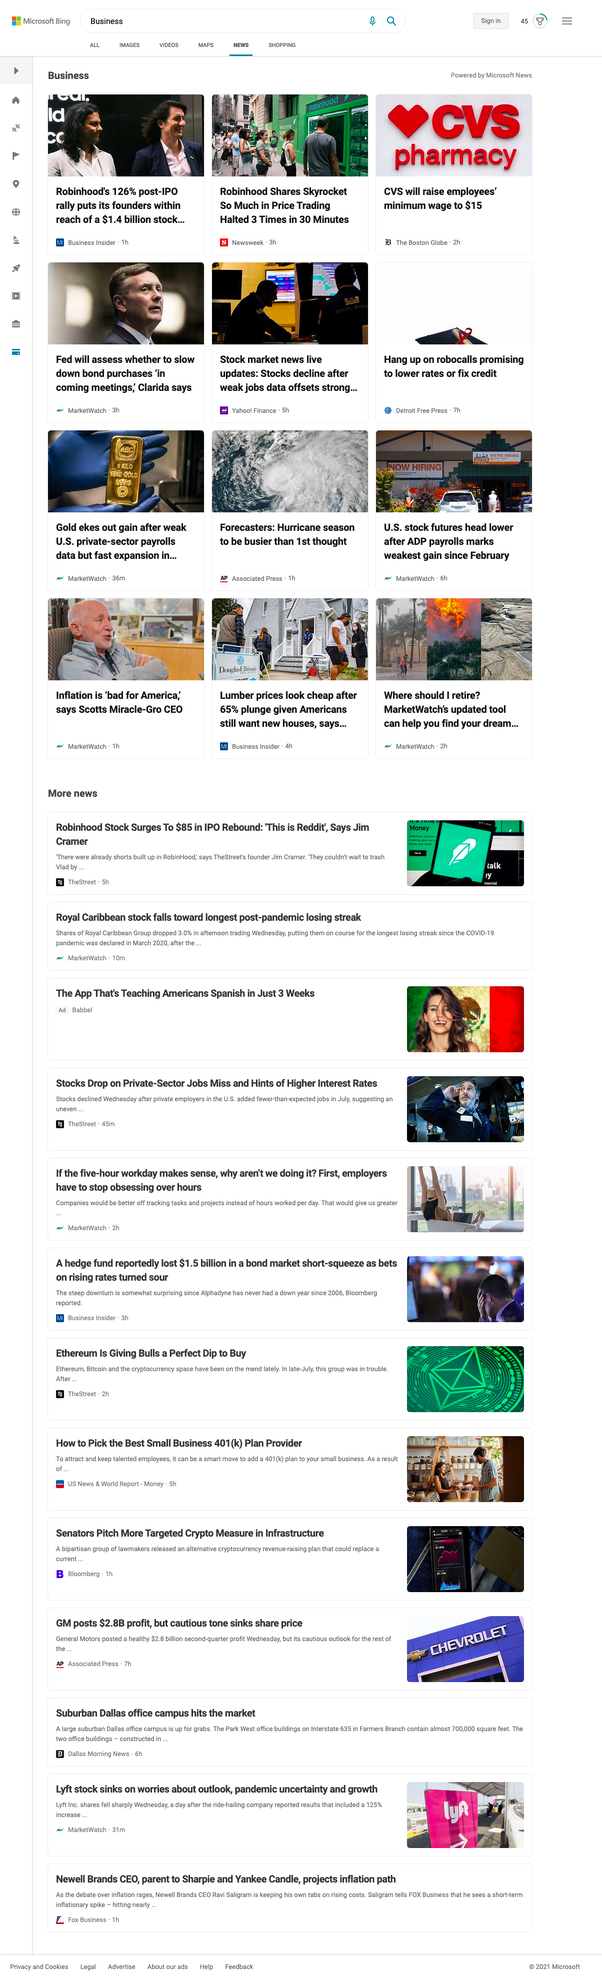 Microsoft Bing
Business
Sign in
45
ALL IMAGES VIDEOS MAPS NEWS SHOPPING
Business
Powered by Microsoft News
CVS
pharmacy
Robinhood's 126% post-IPO
rally puts its founders within
reach of a $1.4 billion stock...
Business Insider · 1h
Robinhood
Robinhood Shares Skyrocket
So Much in Price Trading
Halted 3 Times in 30 Minutes
Newsweek · 3h
CVS will raise employees'
minimum wage to $15
The Boston Globe · 2h
Fed will assess whether to slow
down bond purchases 'in
coming meetings,' Clarida says
MarketWatch · 3h
Stock market news live
updates: Stocks decline after
weak jobs data offsets strong...
Yahoo! Finance · 5h
Hang up on robocalls promising
to lower rates or fix credit
Detroit Free Press · 7h
NOW HIRING
Gold ekes out gain after weak
U.S. private-sector payrolls
data but fast expansion in...
MarketWatch · 36m
Forecasters: Hurricane season
to be busier than 1st thought
AP Associated Press · 1h
U.S. stock futures head lower
after ADP payrolls marks
weakest gain since February
MarketWatch · 6h
Inflation is 'bad for America,'
says Scotts Miracle-Gro CEO
MarketWatch · 1h
Lumber prices look cheap after
65% plunge given Americans
still want new houses, says...
Business Insider · 4h
Where should I retire?
MarketWatch's updated tool
can help you find your dream...
MarketWatch · 2h
More news
Robinhood Stock Surges To $85 in IPO Rebound: 'This is Reddit', Says Jim
Cramer
'There were already shorts built up in RobinHood,' says TheStreet's founder Jim Cramer. 'They couldn't wait to trash
Vlad by ...
TheStreet · 5h
Money
Royal Caribbean stock falls toward longest post-pandemic losing streak
Shares of Royal Caribbean Group dropped 3.0% in afternoon trading Wednesday, putting them on course for the longest losing streak since the COVID-19
pandemic was declared in March 2020, after the ...
MarketWatch · 10m
The App That's Teaching Americans Spanish in Just 3 Weeks
Ad Babbel
Stocks Drop on Private-Sector Jobs Miss and Hints of Higher Interest Rates
Stocks declined Wednesday after private employers in the U.S. added fewer-than-expected jobs in July, suggesting an
uneven ...
TheStreet · 45m
If the five-hour workday makes sense, why aren't we doing it? First, employers
have to stop obsessing over hours
Companies would be better off tracking tasks and projects instead of hours worked per day. That would give us greater
...
MarketWatch · 2h
A hedge fund reportedly lost $1.5 billion in a bond market short-squeeze as bets
on rising rates turned sour
The steep downturn is somewhat surprising since Alphadyne has never had a down year since 2006, Bloomberg
reported.
Business Insider · 3h
Ethereum Is Giving Bulls a Perfect Dip to Buy
Ethereum, Bitcoin and the cryptocurrency space have been on the mend lately. In late-July, this group was in trouble.
After ...
TheStreet · 2h
How to Pick the Best Small Business 401(k) Plan Provider
To attract and keep talented employees, it can be a smart move to add a 401(k) plan to your small business. As a result
of ...
US News & World Report - Money · 5h
Senators Pitch More Targeted Crypto Measure in Infrastructure
A bipartisan group of lawmakers released an alternative cryptocurrency revenue-raising plan that could replace a
current ...
B Bloomberg · 1h
GM posts $2.8B profit, but cautious tone sinks share price
General Motors posted a healthy $2.8 billion second-quarter profit Wednesday, but its cautious outlook for the rest of
the ...
AP Associated Press · 7h
CHEVROLET
Suburban Dallas office campus hits the market
A large suburban Dallas office campus is up for grabs. The Park West office buildings on Interstate 635 in Farmers Branch contain almost 700,000 square feet. The
two office buildings – constructed in ...
Dallas Morning News · 6h
Lyft stock sinks on worries about outlook, pandemic uncertainty and growth
Lyft Inc. shares fell sharply Wednesday, a day after the ride-hailing company reported results that included a 125%
increase ...
MarketWatch · 31m
lyft
Newell Brands CEO, parent to Sharpie and Yankee Candle, projects inflation path
As the debate over inflation rages, Newell Brands CEO Ravi Saligram is keeping his own tabs on rising costs. Saligram tells FOX Business that he sees a short-term
inflationary spike – hitting nearly ...
Fox Business · 1h
Privacy and Cookies Legal Advertise About our ads Help Feedback
© 2021 Microsoft